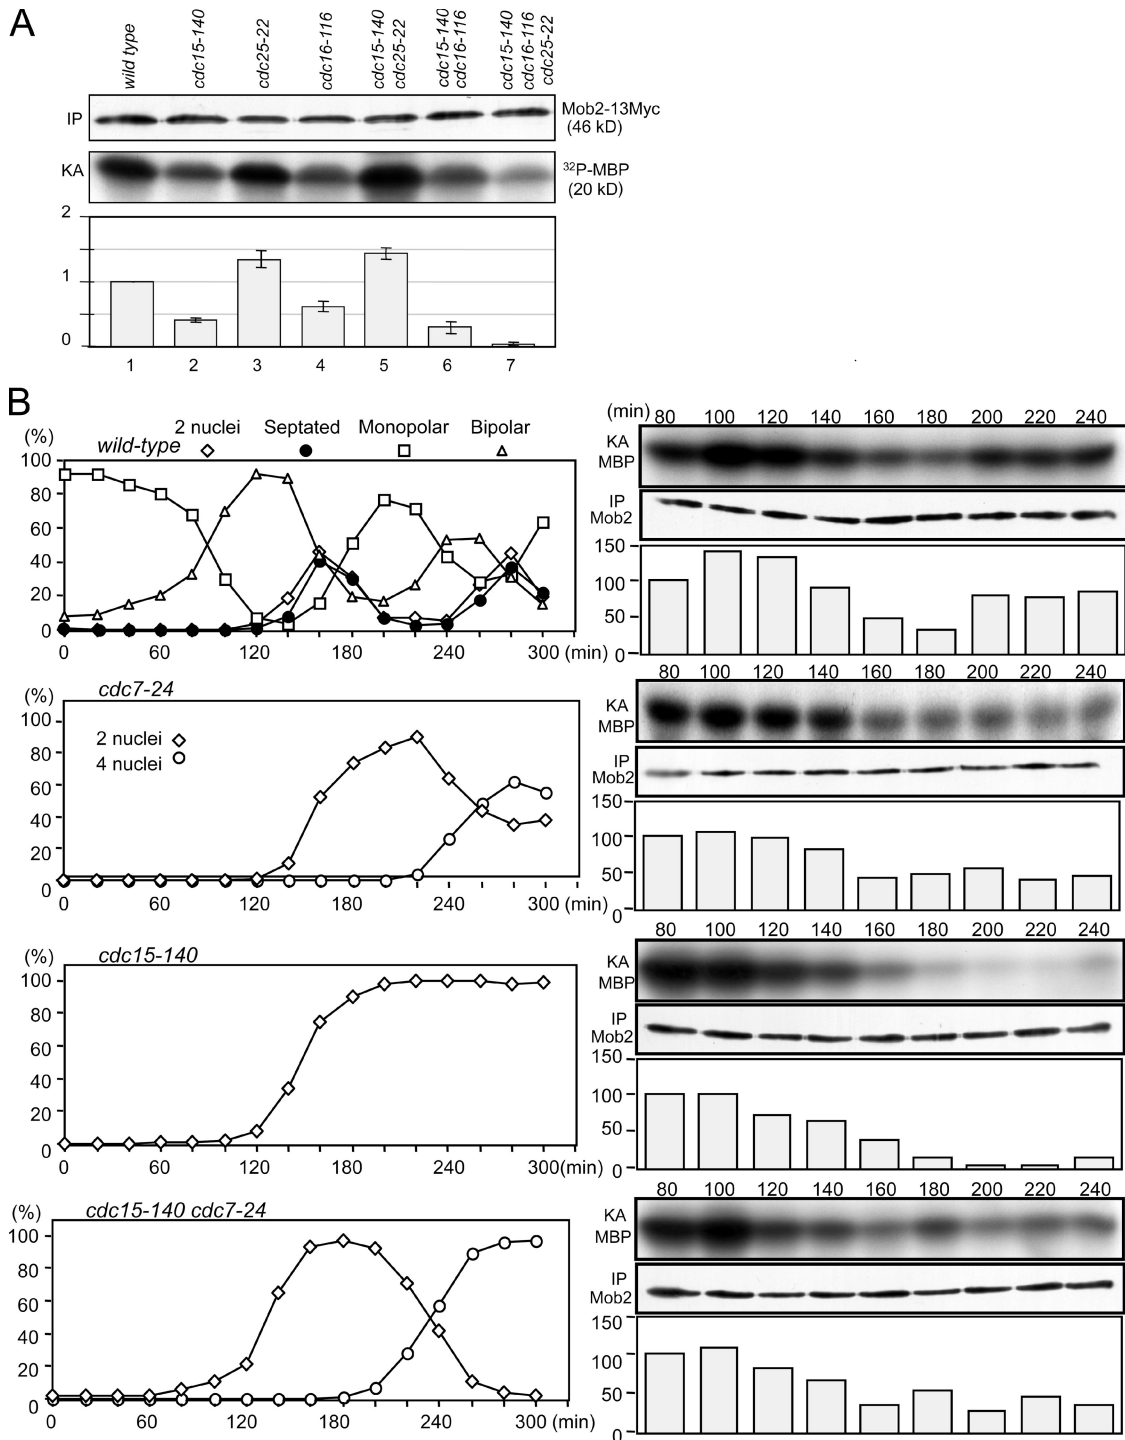 A
wild type
cdc15-140
cdc25-22
cdc16-116
cdc15-140
cdc25-22
cdc15-140
cdc16-116
cdc15-140
cdc16-116
cdc25-22
IP
Mob2-13Myc
(46 kD)
KA
32P-MBP
(20 kD)
2
1
0
1 2 3 4 5 6 7
B
(%)
wild-type
2 nuclei Septated Monopolar Bipolar
100
80
60
40
20
0
0 60 120 180 240 300 (min)
(min) 80 100 120 140 160 180 200 220 240
KA
MBP
IP
Mob2
150
100
50
0
(%)
cdc7-24
2 nuclei
4 nuclei
100
80
60
40
20
0
0 60 120 180 240 300 (min)
80 100 120 140 160 180 200 220 240
KA
MBP
IP
Mob2
150
100
50
0
(%)
cdc15-140
100
80
60
40
20
0
0 60 120 180 240 300(min)
80 100 120 140 160 180 200 220 240
KA
MBP
IP
Mob2
150
100
50
0
(%)
cdc15-140 cdc7-24
100
80
60
40
20
0
0 60 120 180 240 300 (min)
80 100 120 140 160 180 200 220 240
KA
MBP
IP
Mob2
150
100
50
0